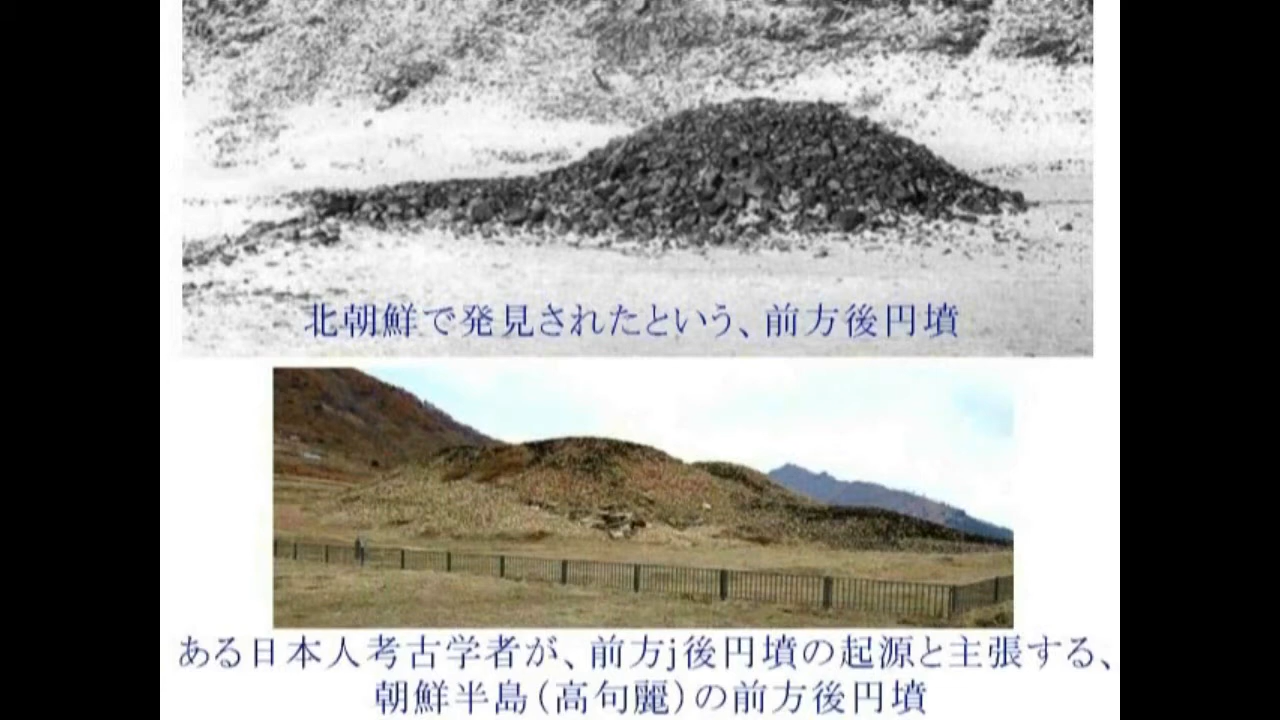 北朝鮮で発見されたという、前方後円墳
ある日本人考古学者が、前方j後円墳の起源と主張する、
朝鮮半島(高句麗)の前方後円墳